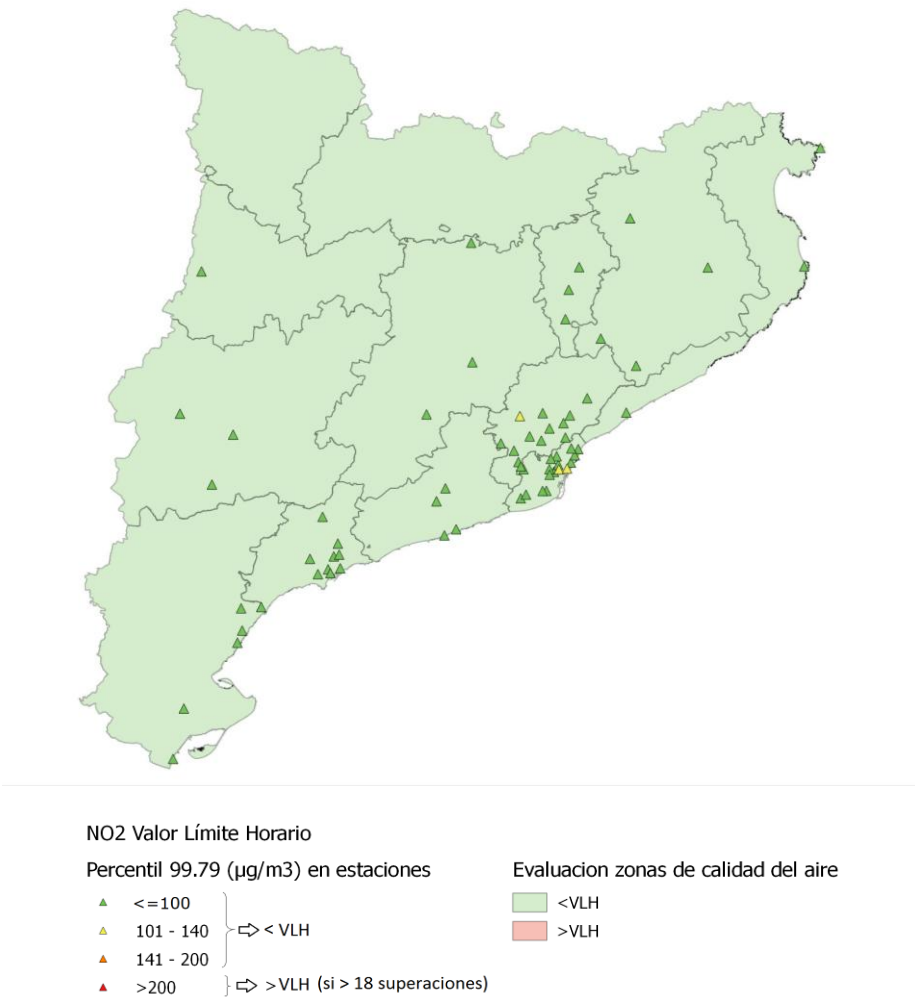 NO2 Valor Límite Horario
Percentil 99.79 (µg/m3) en estaciones
<=100
101 - 140
141 - 200
< VLH
>200
>VLH (si > 18 superaciones)
Evaluacion zonas de calidad del aire
<VLH
>VLH